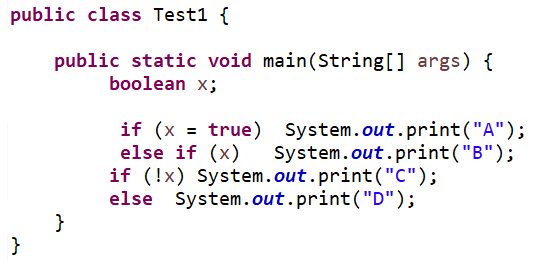 public class Test1 {
public static void main(String[] args) {
boolean x;
if (x = true)  System.out.print("A");
else if (x)   System.out.print("B");
if (!x) System.out.print("C");
else  System.out.print("D");
}
}